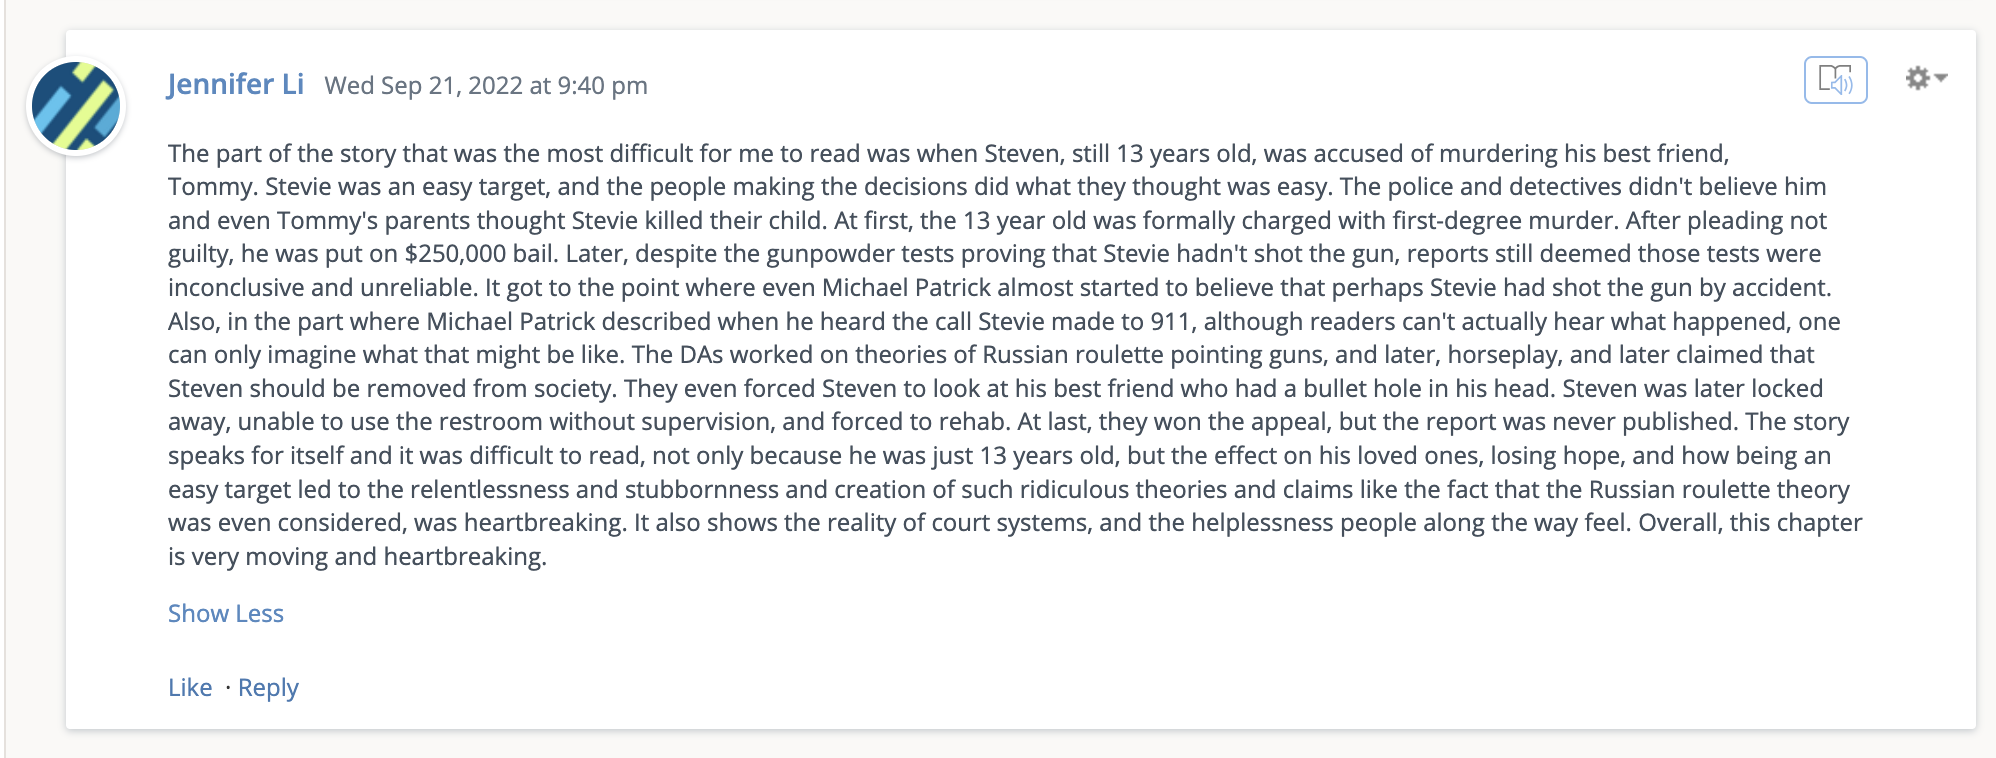 Jennifer Li Wed Sep 21, 2022 at 9:40 pm
The part of the story that was the most difficult for me to read was when Steven, still 13 years old, was accused of murdering his best friend,
Tommy. Stevie was an easy target, and the people making the decisions did what they thought was easy. The police and detectives didn't believe him
and even Tommy's parents thought Stevie killed their child. At first, the 13 year old was formally charged with first-degree murder. After pleading not
guilty, he was put on $250,000 bail. Later, despite the gunpowder tests proving that Stevie hadn't shot the gun, reports still deemed those tests were
inconclusive and unreliable. It got to the point where even Michael Patrick almost started to believe that perhaps Stevie had shot the gun by accident.
Also, in the part where Michael Patrick described when he heard the call Stevie made to 911, although readers can't actually hear what happened, one
can only imagine what that might be like. The DAs worked on theories of Russian roulette pointing guns, and later, horseplay, and later claimed that
Steven should be removed from society. They even forced Steven to look at his best friend who had a bullet hole in his head. Steven was later locked
away, unable to use the restroom without supervision, and forced to rehab. At last, they won the appeal, but the report was never published. The story
speaks for itself and it was difficult to read, not only because he was just 13 years old, but the effect on his loved ones, losing hope, and how being an
easy target led to the relentlessness and stubbornness and creation of such ridiculous theories and claims like the fact that the Russian roulette theory
was even considered, was heartbreaking. It also shows the reality of court systems, and the helplessness people along the way feel. Overall, this chapter
is very moving and heartbreaking.
Show Less
Like · Reply